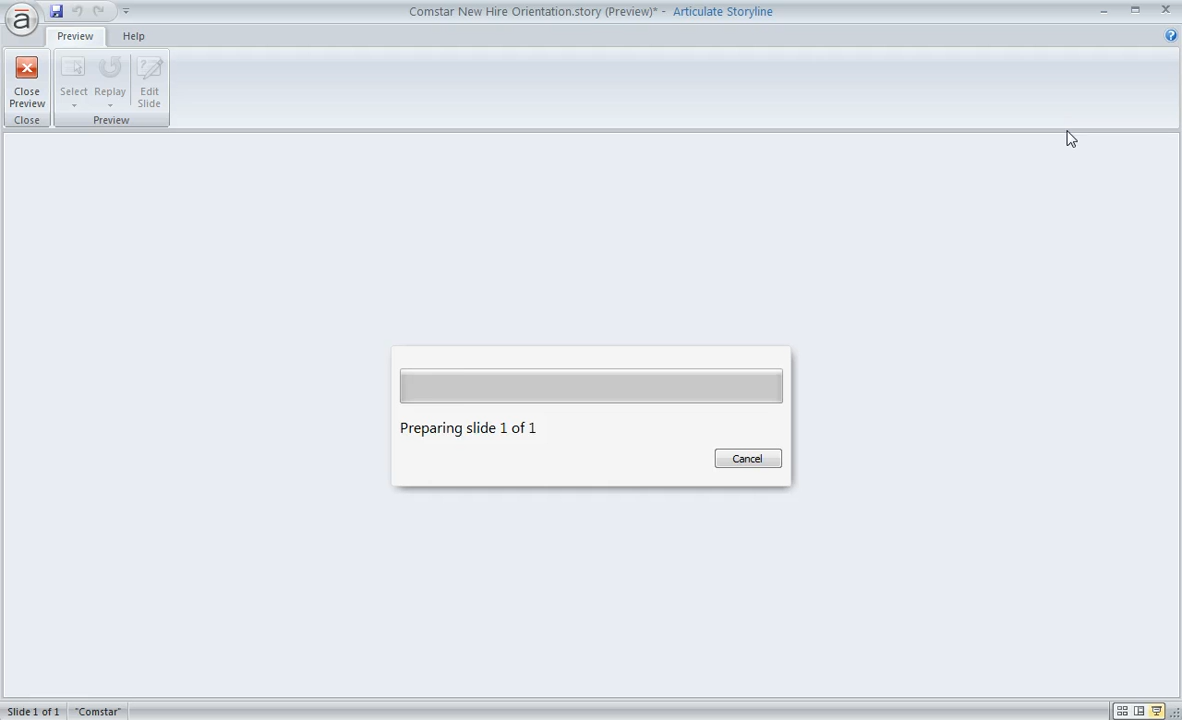 Comstar New Hire Orientation.story (Preview)* - Articulate Storyline
Preview Help
Close Preview
Select
Replay
Edit Slide
Close
Preview
Preparing slide 1 of 1
Cancel
Slide 1 of 1 "Comstar"